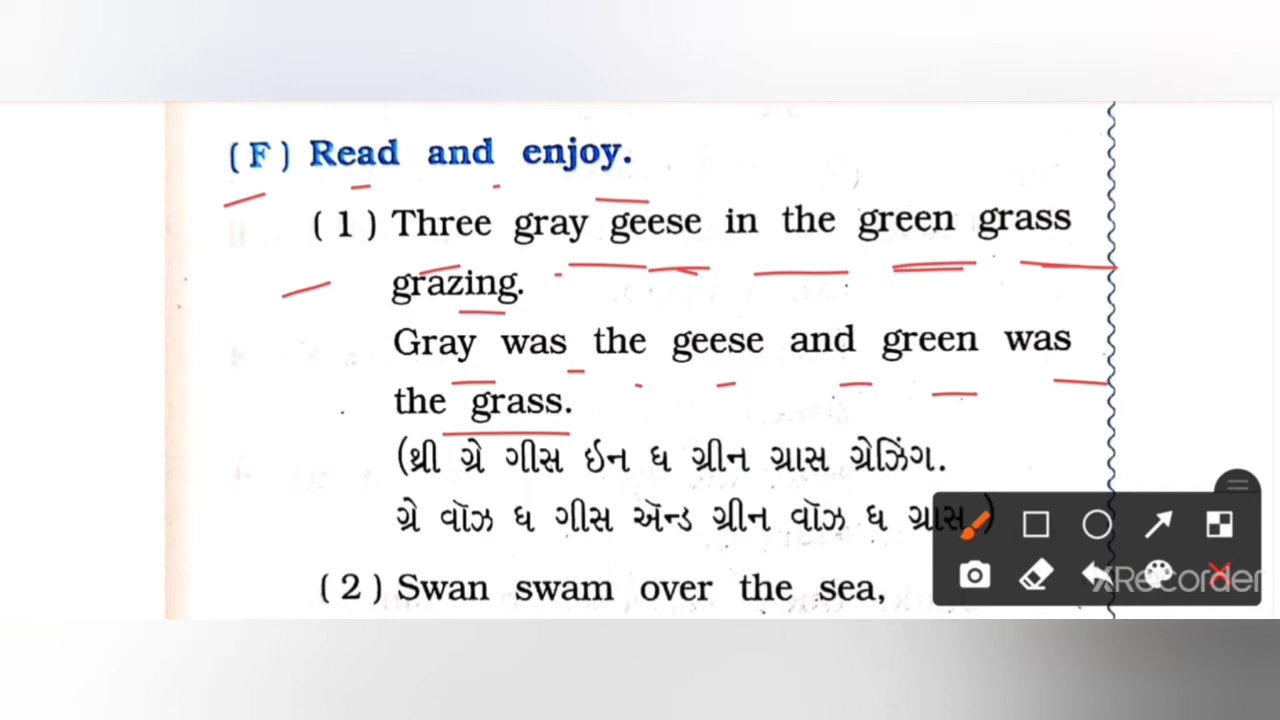 (F) Read and enjoy.
(1) Three gray geese in the green grass
grazing.
Gray was the geese and green was
the grass.
(થ્રી ગ્રે ગીસ ઈન ધ ગ્રીન ગ્રાસ ગ્રેઝિંગ.
ગ્રે વૉઝ ધ ગીસ ઍન્ડ ગ્રીન વૉઝ ધ ગ્રાસ.)
(2) Swan swam over the sea,
XRecorder